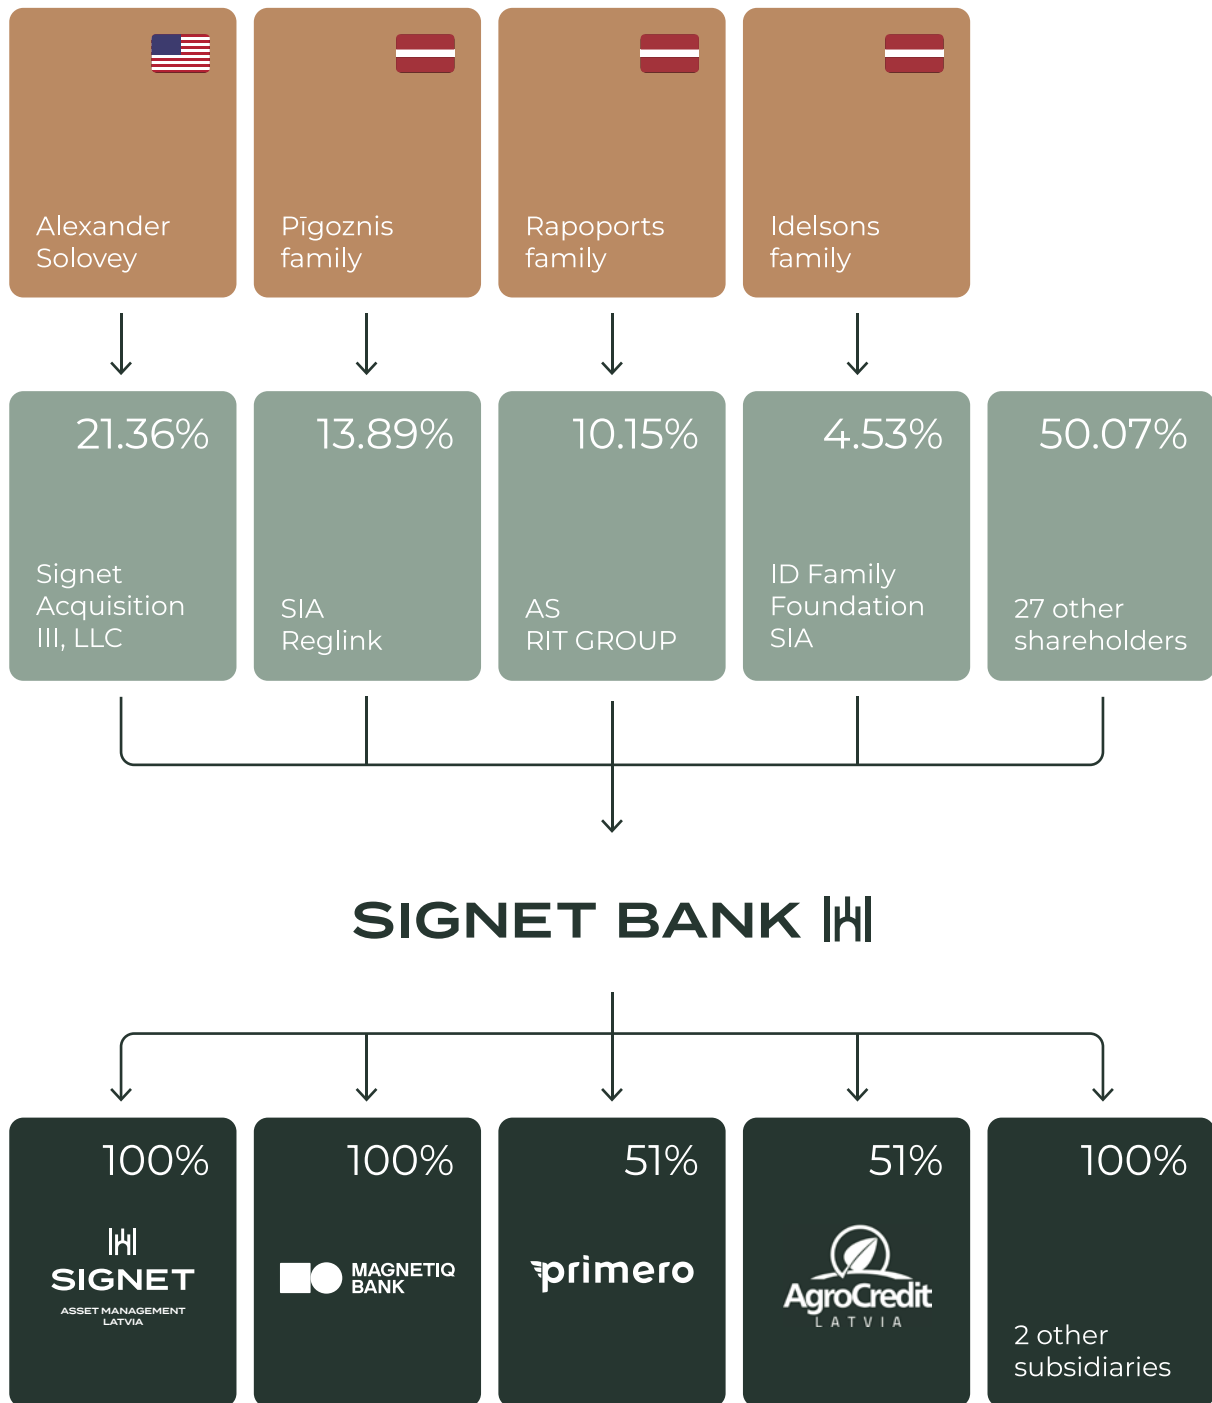 Alexander
Solovey
Pīgoznis
family
Rapoports
family
Idelsons
family
21.36%
Signet
Acquisition
III, LLC
13.89%
SIA
Reglink
10.15%
AS
RIT GROUP
4.53%
ID Family
Foundation
SIA
50.07%
27 other
shareholders
SIGNET BANK
100%
SIGNET
ASSET MANAGEMENT
LATVIA
100%
MAGNETIQ
BANK
51%
primero
51%
AgroCredit
LATVIA
100%
2 other
subsidiaries